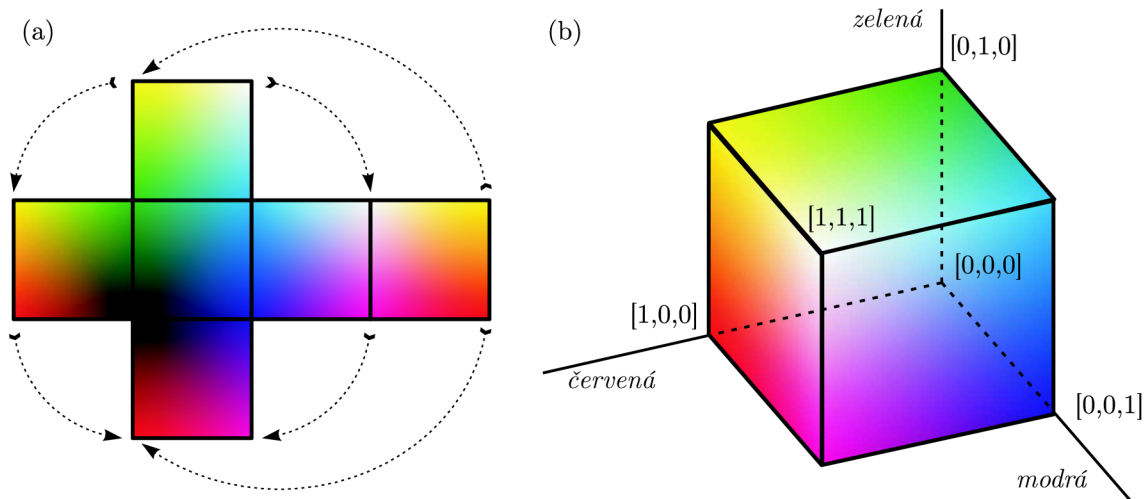 (a)
(b)
zelená
[0,1,0]
[1,1,1]
[0,0,0]
[1,0,0]
červená
[0,0,1]
modrá